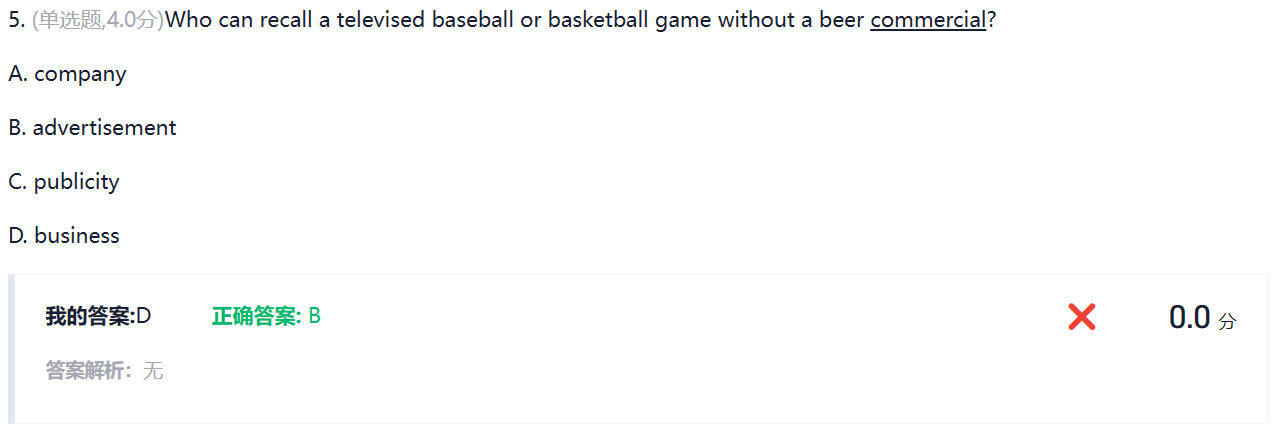 5. (单选题,4.0分)Who can recall a televised baseball or basketball game without a beer commercial?
A. company
B. advertisement
C. publicity
D. business
我的答案:D 正确答案: B 0.0 分
答案解析: 无